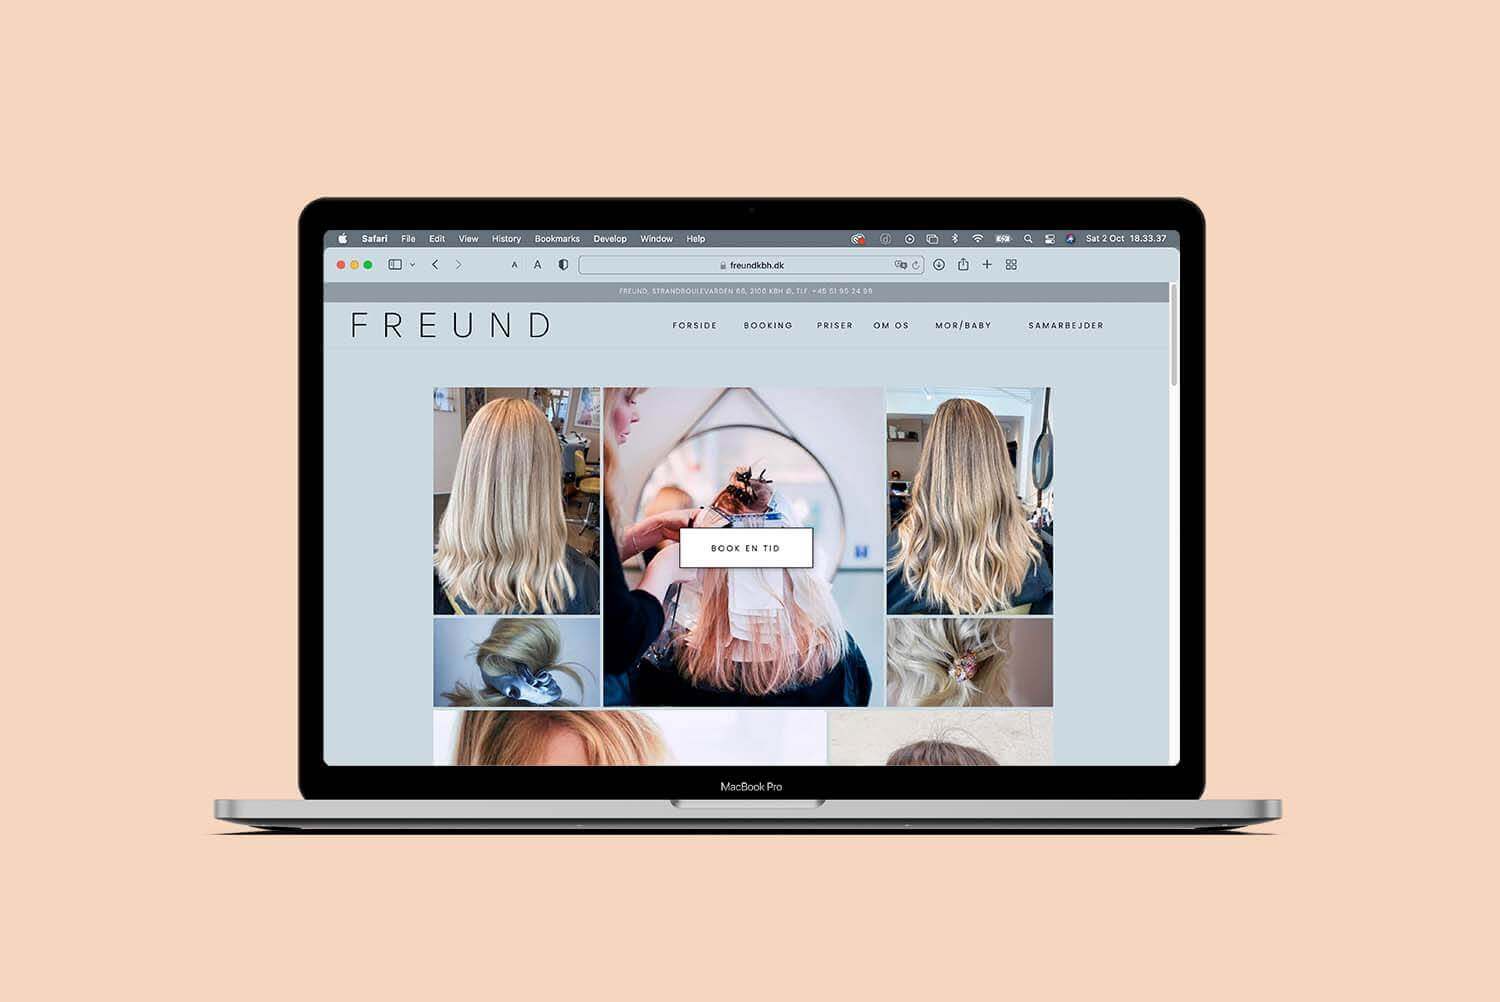 Safari File Edit View History Bookmarks Develop Window Help Sat 2 Oct 18.33.37
A A freundkbh.dk
FREUND, STRANDBOULEVARDEN 66, 2100 KBH Ø, TLF. +45 51 95 24 98
FREUND FORSIDE BOOKING PRISER OM OS MOR/BABY SAMARBEJDER
BOOK EN TID
MacBook Pro